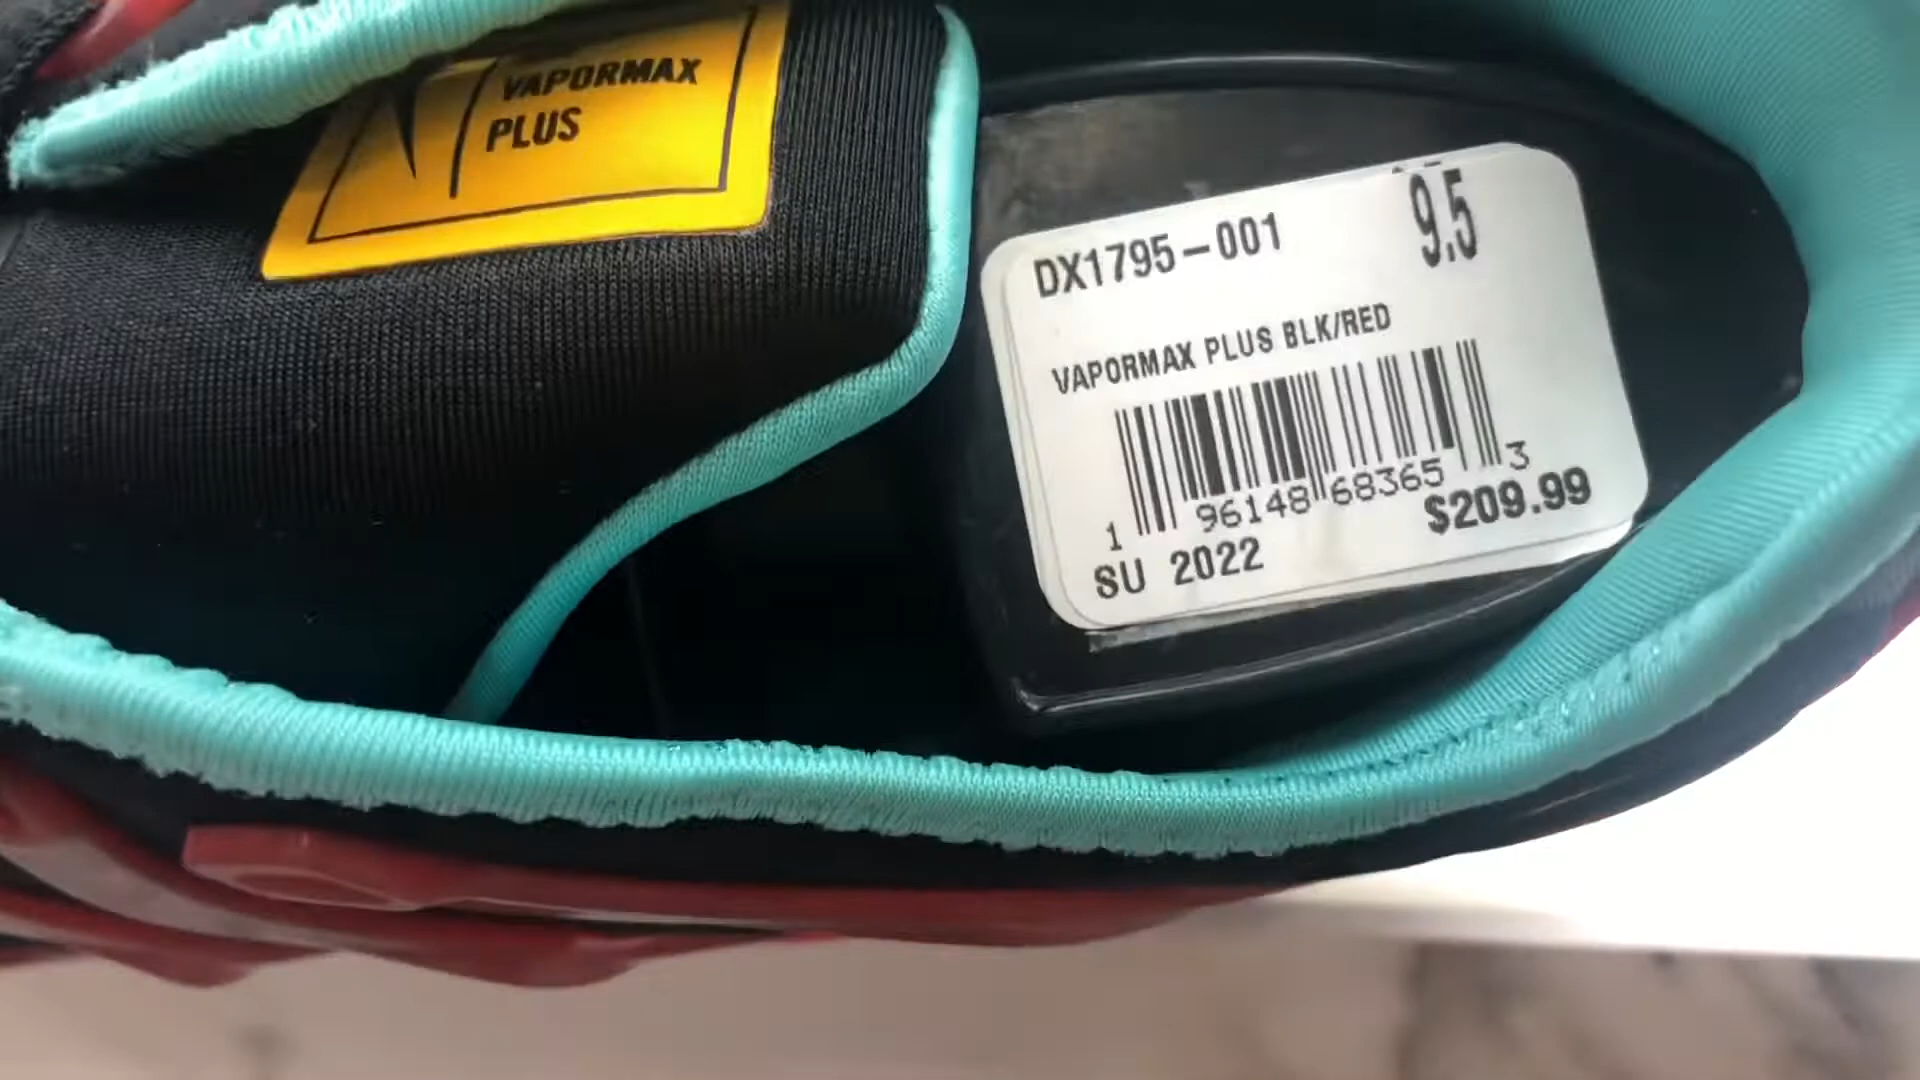 VAPORMAX
PLUS
DX1795-001 9.5
VAPORMAX PLUS BLK/RED
1 96148 68365 3
$209.99
SU 2022